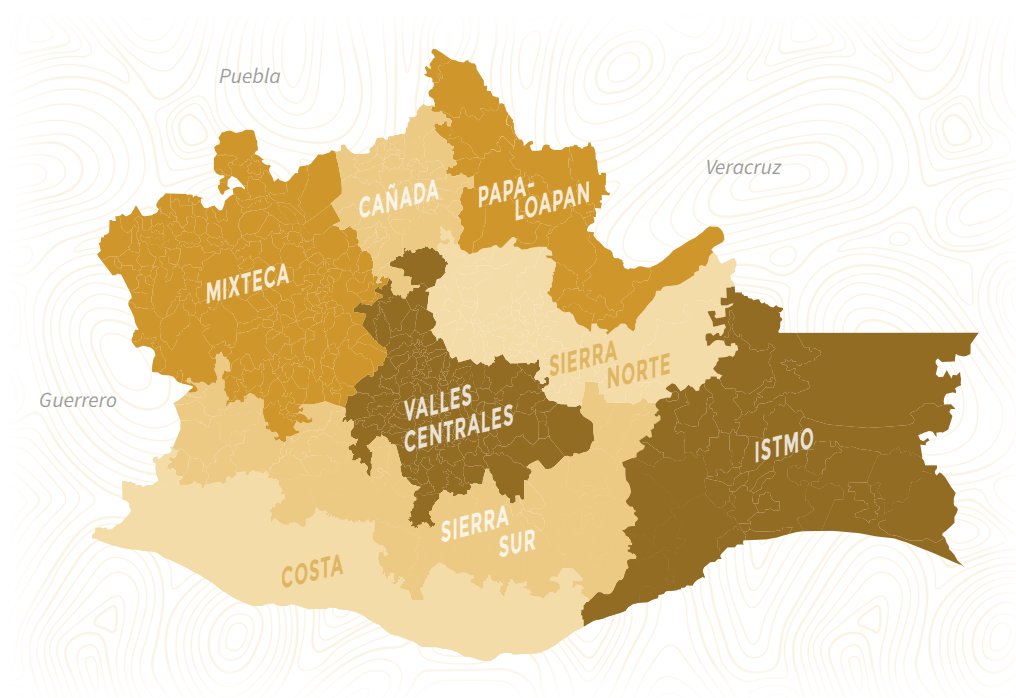 Puebla
Veracruz
CAÑADA
PAPA-
LOAPAN
MIXTECA
SIERRA
NORTE
Guerrero
VALLES
CENTRALES
ISTMO
SIERRA
SUR
COSTA